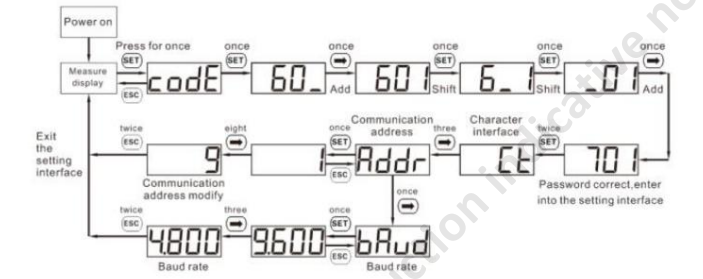 Power on
Press for once
once
once
once
once
once
SET
SET
➡
SET
SET
➡
Measure
display
ESC
codE
60_
Add
601
Shift
6_1
Shift
_01
Add
Exit
the
setting
interface
twice
ESC
eight
➡
once
SET
ESC
Communication
address
three
➡
Character
interface
twice
SET
9
1
Addr
Ct
701
Communication
address modify
Password correct,enter
into the setting interface
once
➡
twice
ESC
three
➡
once
SET
ESC
4.800
9.600
bAud
Baud rate
Baud rate